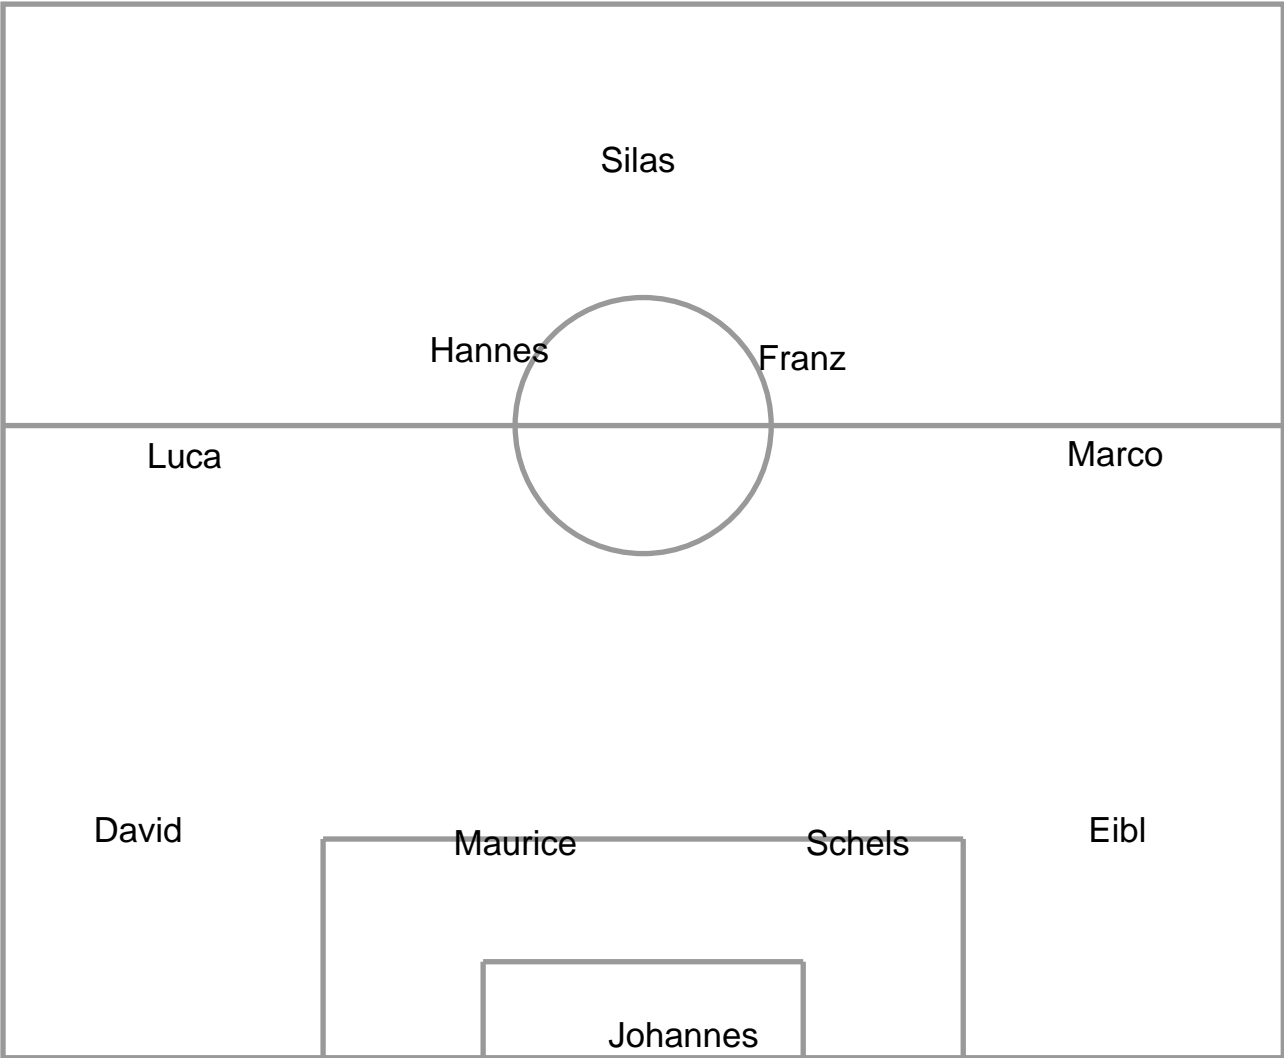 Silas
Hannes
Franz
Luca
Marco
David
Maurice
Schels
Eibl
Johannes